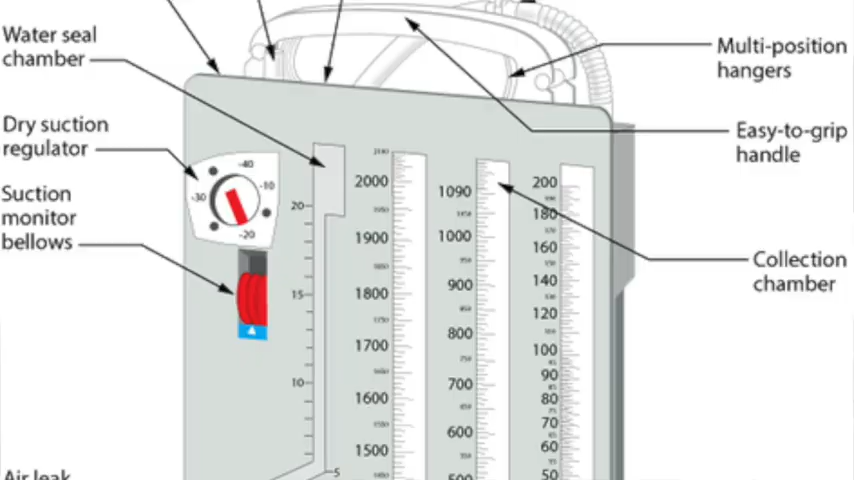 Water seal
chamber
Multi-position
hangers
Dry suction
regulator
Easy-to-grip
handle
Suction
monitor
bellows
Collection
chamber
-40
-10
-30
-20
20
15
10
5
2000
1900
1800
1700
1600
1500
1090
1000
900
800
700
600
500
200
180
160
140
120
100
90
80
70
60
50
Air leak